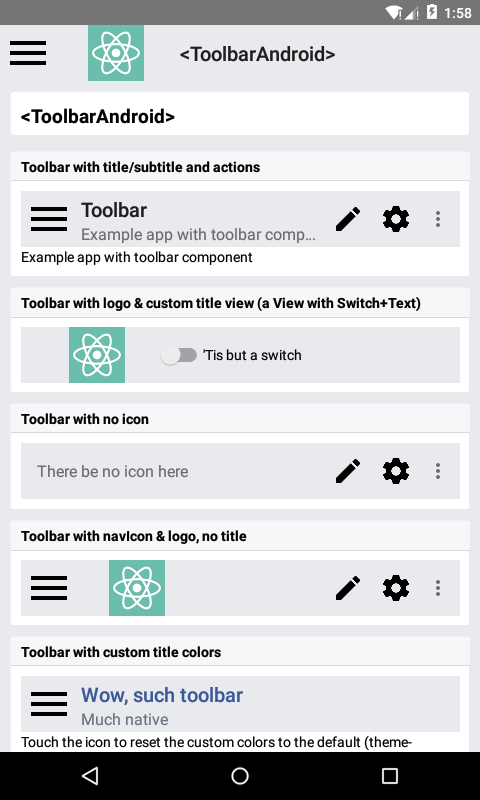 1:58
<ToolbarAndroid>
<ToolbarAndroid>
Toolbar with title/subtitle and actions
Toolbar
Example app with toolbar comp...
Example app with toolbar component
Toolbar with logo & custom title view (a View with Switch+Text)
'Tis but a switch
Toolbar with no icon
There be no icon here
Toolbar with navIcon & logo, no title
Toolbar with custom title colors
Wow, such toolbar
Much native
Touch the icon to reset the custom colors to the default (theme-